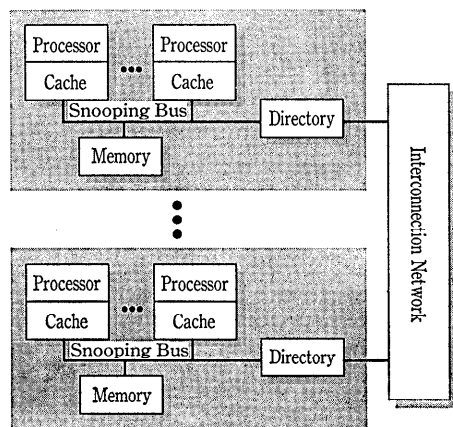 Processor Processor
Cache Cache
Snooping Bus
Directory
Memory
Interconnection Network
Processor Processor
Cache Cache
Snooping Bus
Directory
Memory